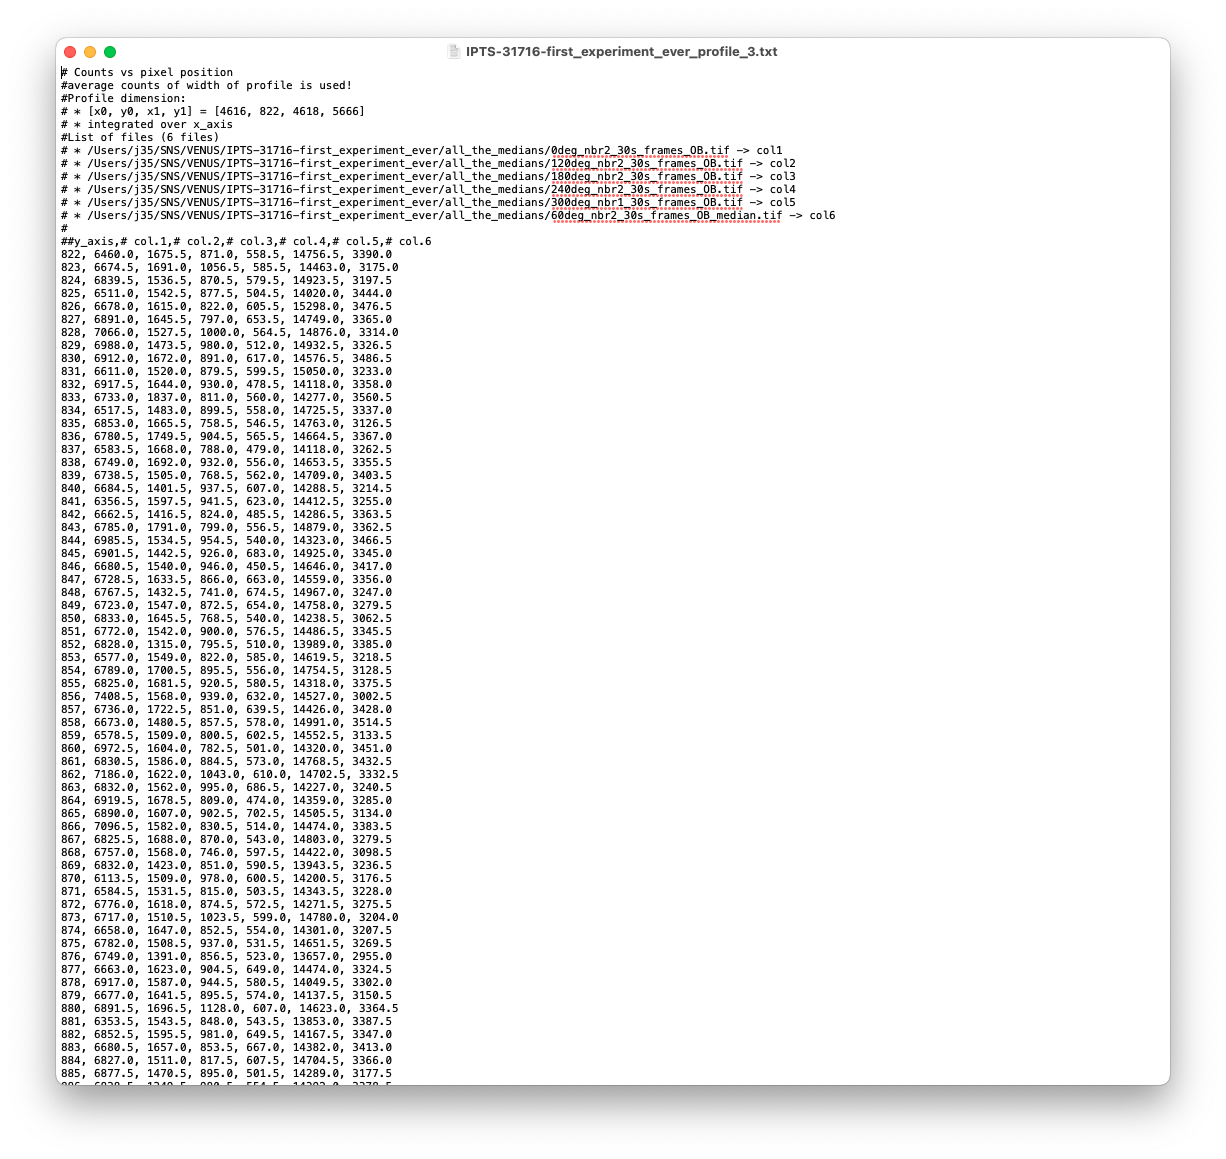 IPTS-31716-first_experiment_ever_profile_3.txt
# Counts vs pixel position
#average counts of width of profile is used!
#Profile dimension:
# * [x0, y0, x1, y1] = [4616, 822, 4618, 5666]
# * integrated over x_axis
#List of files (6 files)
# * /Users/j35/SNS/VENUS/IPTS-31716-first_experiment_ever/all_the_medians/0deg_nbr2_30s_frames_OB.tif -> col1
# * /Users/j35/SNS/VENUS/IPTS-31716-first_experiment_ever/all_the_medians/120deg_nbr2_30s_frames_OB.tif -> col2
# * /Users/j35/SNS/VENUS/IPTS-31716-first_experiment_ever/all_the_medians/180deg_nbr2_30s_frames_OB.tif -> col3
# * /Users/j35/SNS/VENUS/IPTS-31716-first_experiment_ever/all_the_medians/240deg_nbr2_30s_frames_OB.tif -> col4
# * /Users/j35/SNS/VENUS/IPTS-31716-first_experiment_ever/all_the_medians/300deg_nbr1_30s_frames_OB.tif -> col5
# * /Users/j35/SNS/VENUS/IPTS-31716-first_experiment_ever/all_the_medians/60deg_nbr2_30s_frames_OB_median.tif -> col6
#
##y_axis,# col.1,# col.2,# col.3,# col.4,# col.5,# col.6
822, 6460.0, 1675.5, 871.0, 558.5, 14756.5, 3390.0
823, 6674.5, 1691.0, 1056.5, 585.5, 14463.0, 3175.0
824, 6839.5, 1536.5, 870.5, 579.5, 14923.5, 3197.5
825, 6511.0, 1542.5, 877.5, 504.5, 14020.0, 3444.0
826, 6678.0, 1615.0, 822.0, 605.5, 15298.0, 3476.5
827, 6891.0, 1645.5, 797.0, 653.5, 14749.0, 3365.0
828, 7066.0, 1527.5, 1000.0, 564.5, 14876.0, 3314.0
829, 6988.0, 1473.5, 980.0, 512.0, 14932.5, 3326.5
830, 6912.0, 1672.0, 891.0, 617.0, 14576.5, 3486.5
831, 6611.0, 1520.0, 879.5, 599.5, 15050.0, 3233.0
832, 6917.5, 1644.0, 930.0, 478.5, 14118.0, 3358.0
833, 6733.0, 1837.0, 811.0, 560.0, 14277.0, 3560.5
834, 6517.5, 1483.0, 899.5, 558.0, 14725.5, 3337.0
835, 6853.0, 1665.5, 758.5, 546.5, 14763.0, 3126.5
836, 6780.5, 1749.5, 904.5, 565.5, 14664.5, 3367.0
837, 6583.5, 1668.0, 788.0, 479.0, 14118.0, 3262.5
838, 6749.0, 1692.0, 932.0, 556.0, 14653.5, 3355.5
839, 6738.5, 1505.0, 768.5, 562.0, 14709.0, 3403.5
840, 6684.5, 1401.5, 937.5, 607.0, 14288.5, 3214.5
841, 6356.5, 1597.5, 941.5, 623.0, 14412.5, 3255.0
842, 6662.5, 1416.5, 824.0, 485.5, 14286.5, 3363.5
843, 6785.0, 1791.0, 799.0, 556.5, 14879.0, 3362.5
844, 6985.5, 1534.5, 954.5, 540.0, 14323.0, 3466.5
845, 6901.5, 1442.5, 926.0, 683.0, 14925.0, 3345.0
846, 6680.5, 1540.0, 946.0, 450.5, 14646.0, 3417.0
847, 6728.5, 1633.5, 866.0, 663.0, 14559.0, 3356.0
848, 6767.5, 1432.5, 741.0, 674.5, 14967.0, 3247.0
849, 6723.0, 1547.0, 872.5, 654.0, 14758.0, 3279.5
850, 6833.0, 1645.5, 768.5, 540.0, 14238.5, 3062.5
851, 6772.0, 1542.0, 900.0, 576.5, 14486.5, 3345.5
852, 6828.0, 1315.0, 795.5, 510.0, 13989.0, 3385.0
853, 6577.0, 1549.0, 822.0, 585.0, 14619.5, 3218.5
854, 6789.0, 1700.5, 895.5, 556.0, 14754.5, 3128.5
855, 6825.0, 1681.5, 920.5, 580.5, 14318.0, 3375.5
856, 7408.5, 1568.0, 939.0, 632.0, 14527.0, 3002.5
857, 6736.0, 1722.5, 851.0, 639.5, 14426.0, 3428.0
858, 6673.0, 1480.5, 857.5, 578.0, 14991.0, 3514.5
859, 6578.5, 1509.0, 800.5, 602.5, 14552.5, 3133.5
860, 6972.5, 1604.0, 782.5, 501.0, 14320.0, 3451.0
861, 6830.5, 1586.0, 884.5, 573.0, 14768.5, 3432.5
862, 7186.0, 1622.0, 1043.0, 610.0, 14702.5, 3332.5
863, 6832.0, 1562.0, 995.0, 686.5, 14227.0, 3240.5
864, 6919.5, 1678.5, 809.0, 474.0, 14359.0, 3285.0
865, 6890.0, 1607.0, 902.5, 702.5, 14505.5, 3134.0
866, 7096.5, 1582.0, 830.5, 514.0, 14474.0, 3383.5
867, 6825.5, 1688.0, 870.0, 543.0, 14803.0, 3279.5
868, 6757.0, 1568.0, 746.0, 597.5, 14422.0, 3098.5
869, 6832.0, 1423.0, 851.0, 590.5, 13943.5, 3236.5
870, 6113.5, 1509.0, 978.0, 600.5, 14200.5, 3176.5
871, 6584.5, 1531.5, 815.0, 503.5, 14343.5, 3228.0
872, 6776.0, 1618.0, 874.5, 572.5, 14271.5, 3275.5
873, 6717.0, 1510.5, 1023.5, 599.0, 14780.0, 3204.0
874, 6658.0, 1647.0, 852.5, 554.0, 14301.0, 3207.5
875, 6782.0, 1508.5, 937.0, 531.5, 14651.5, 3269.5
876, 6749.0, 1391.0, 856.5, 523.0, 13657.0, 2955.0
877, 6663.0, 1623.0, 904.5, 649.0, 14474.0, 3324.5
878, 6917.0, 1587.0, 944.5, 580.5, 14049.5, 3302.0
879, 6677.0, 1641.5, 895.5, 574.0, 14137.5, 3150.5
880, 6891.5, 1696.5, 1128.0, 607.0, 14623.0, 3364.5
881, 6353.5, 1543.5, 848.0, 543.5, 13853.0, 3387.5
882, 6852.5, 1595.5, 981.0, 649.5, 14167.5, 3347.0
883, 6680.5, 1657.0, 853.5, 667.0, 14382.0, 3413.0
884, 6827.0, 1511.0, 817.5, 607.5, 14704.5, 3366.0
885, 6877.5, 1470.5, 895.0, 501.5, 14289.0, 3177.5